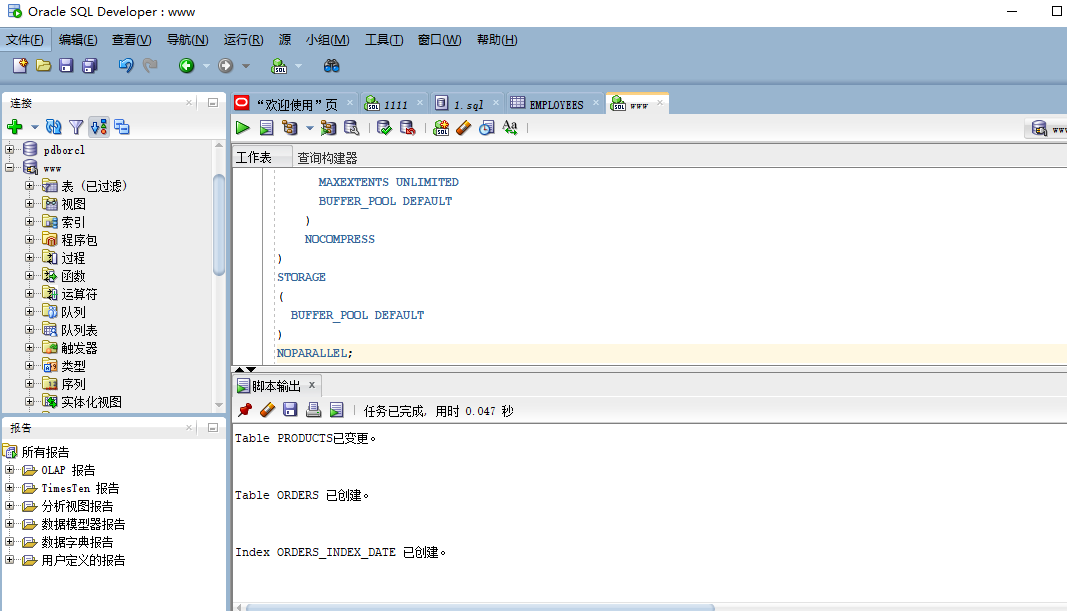 Oracle SQL Developer : www
文件(F) 编辑(E) 查看(V) 导航(N) 运行(R) 源 小组(M) 工具(T) 窗口(W) 帮助(H)
连接
pdborcl
www
表 (已过滤)
视图
索引
程序包
过程
函数
运算符
队列
队列表
触发器
类型
序列
实体化视图
报告
所有报告
OLAP 报告
TimesTen 报告
分析视图报告
数据模型器报告
数据字典报告
用户定义的报告
“欢迎使用”页 1111 1.sql EMPLOYEES www
www
工作表 查询构建器
MAXEXTENTS UNLIMITED
BUFFER_POOL DEFAULT
)
NOCOMPRESS
)
STORAGE
(
BUFFER_POOL DEFAULT
)
NOPARALLEL;
脚本输出
任务已完成, 用时 0.047 秒
Table PRODUCTS已变更。
Table ORDERS 已创建。
Index ORDERS_INDEX_DATE 已创建。